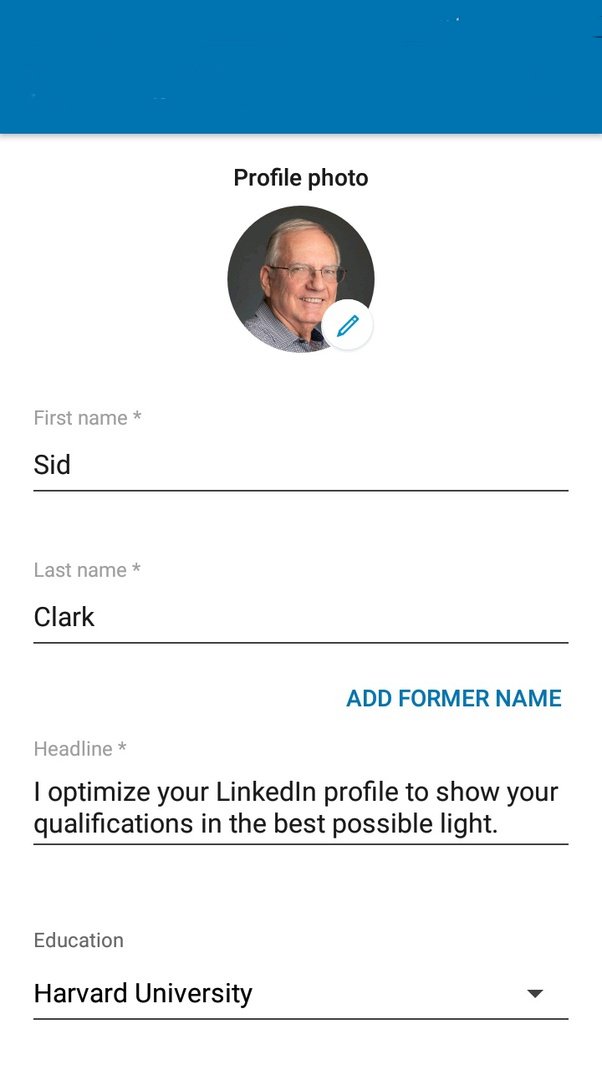 Profile photo
First name *
Sid
Last name *
Clark
ADD FORMER NAME
Headline *
I optimize your LinkedIn profile to show your
qualifications in the best possible light.
Education
Harvard University